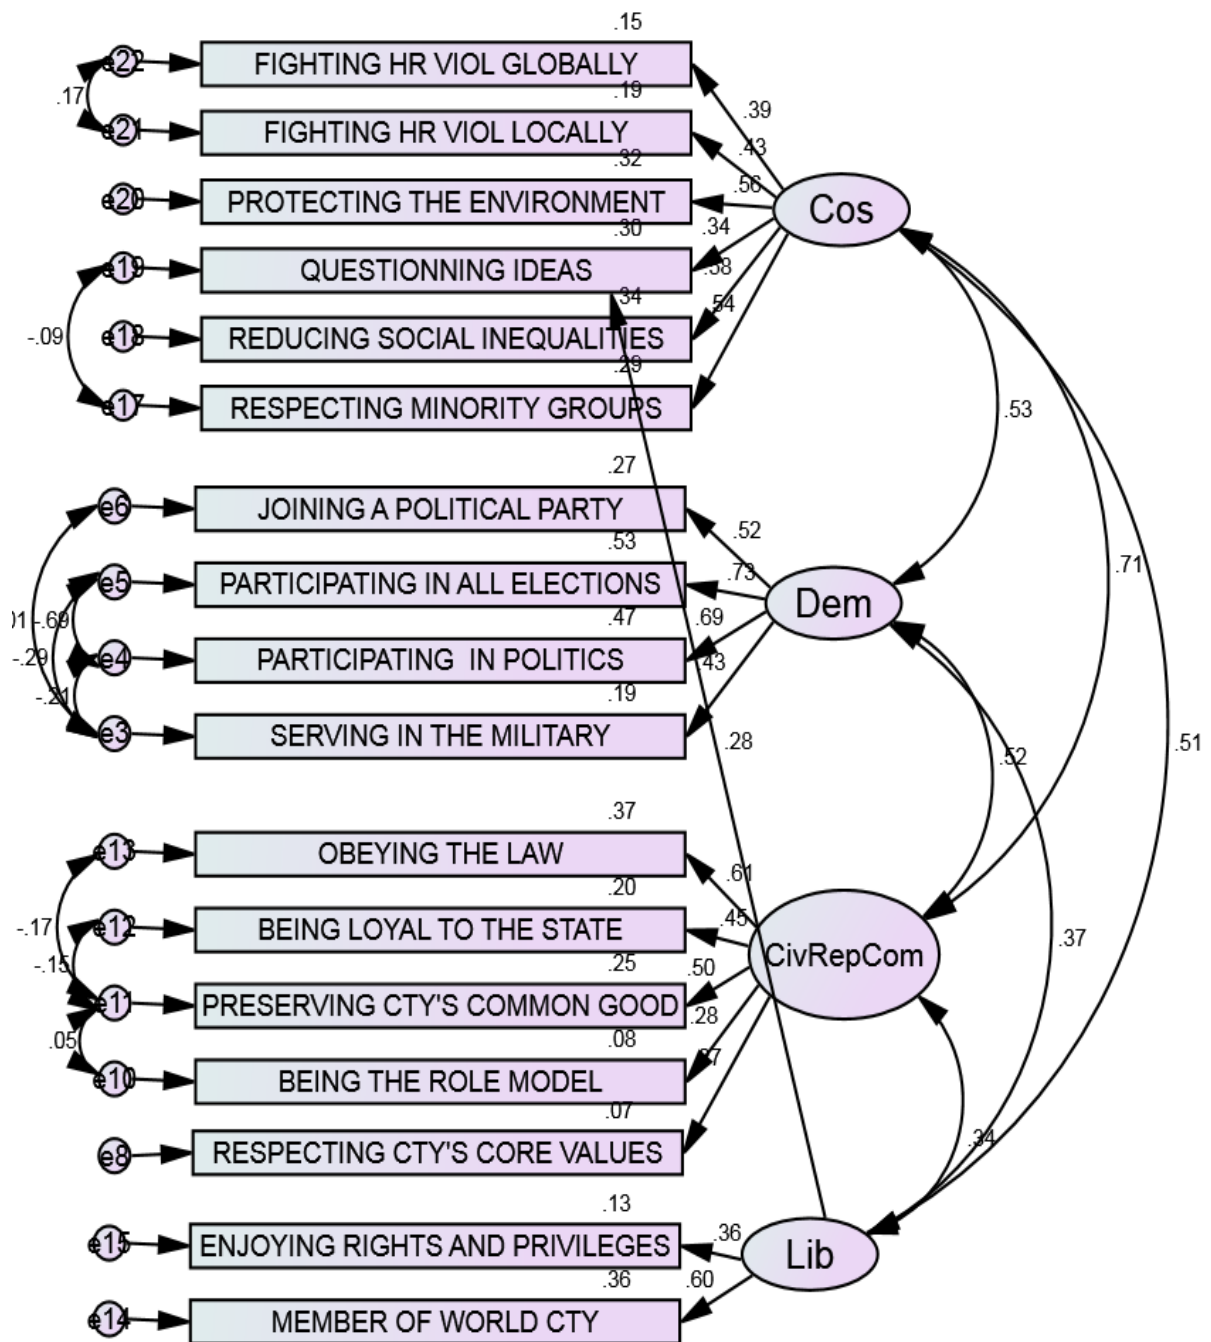 .15
e22 FIGHTING HR VIOL GLOBALLY
.17 .19 .39
e21 FIGHTING HR VIOL LOCALLY
.32 .43
e20 PROTECTING THE ENVIRONMENT .56 Cos
.30 .34
e19 QUESTIONNING IDEAS .58
.34 .54
-.09 e18 REDUCING SOCIAL INEQUALITIES
.29
e17 RESPECTING MINORITY GROUPS .53
.27
e6 JOINING A POLITICAL PARTY
.53 .52 .71
e5 PARTICIPATING IN ALL ELECTIONS .73
-.69 .47 .69 Dem
-.29 e4 PARTICIPATING IN POLITICS .43
-.21 .19
e3 SERVING IN THE MILITARY .28 .52 .51
.37
e13 OBEYING THE LAW .61
-.17 .20 .45
e12 BEING LOYAL TO THE STATE .37
-.15 .25 .50 CivRepCom
e11 PRESERVING CTY'S COMMON GOOD .28
.05 .08
e10 BEING THE ROLE MODEL
.07
e8 RESPECTING CTY'S CORE VALUES .34
.13
e15 ENJOYING RIGHTS AND PRIVILEGES .36 Lib
.36 .60
e14 MEMBER OF WORLD CTY